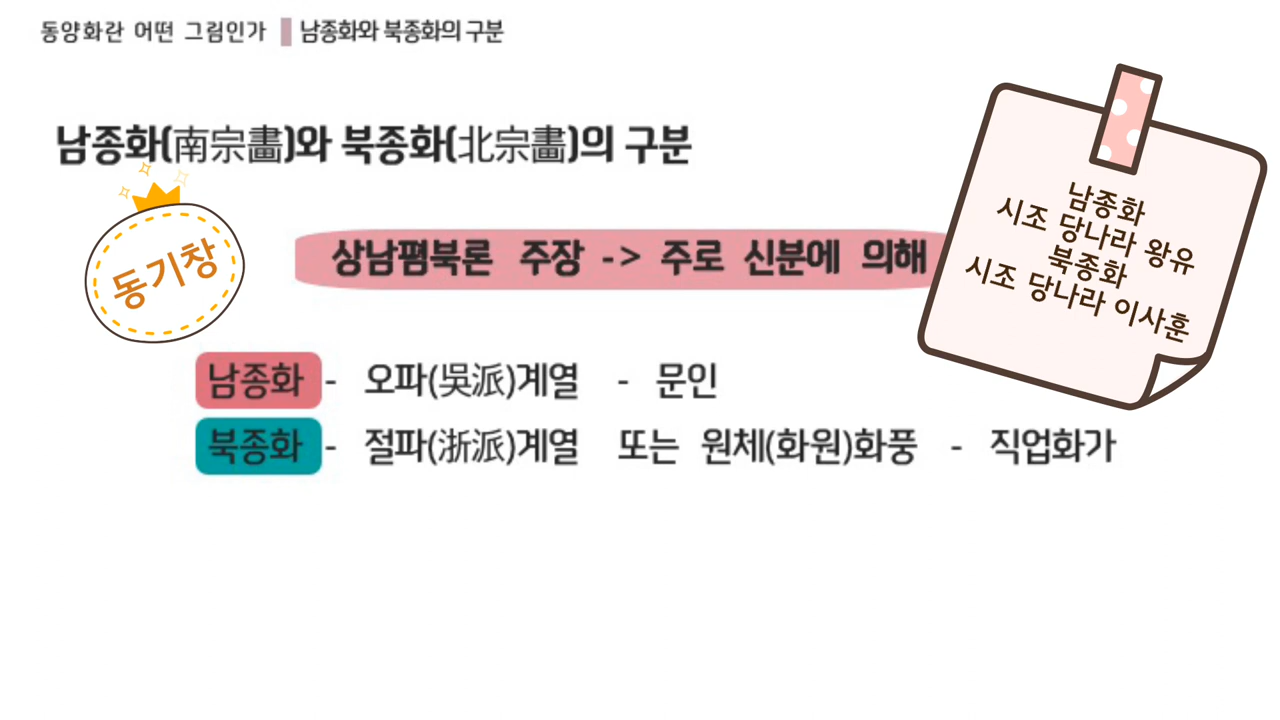 동양화란 어떤 그림인가 남종화와 북종화의 구분
남종화(南宗畵)와 북종화(北宗畵)의 구분
동기창
상남폄북론 주장 -> 주로 신분에 의해
남종화
시조 당나라 왕유
북종화
시조 당나라 이사훈
남종화 - 오파(吳派)계열 - 문인
북종화 - 절파(浙派)계열 또는 원체(화원)화풍 - 직업화가